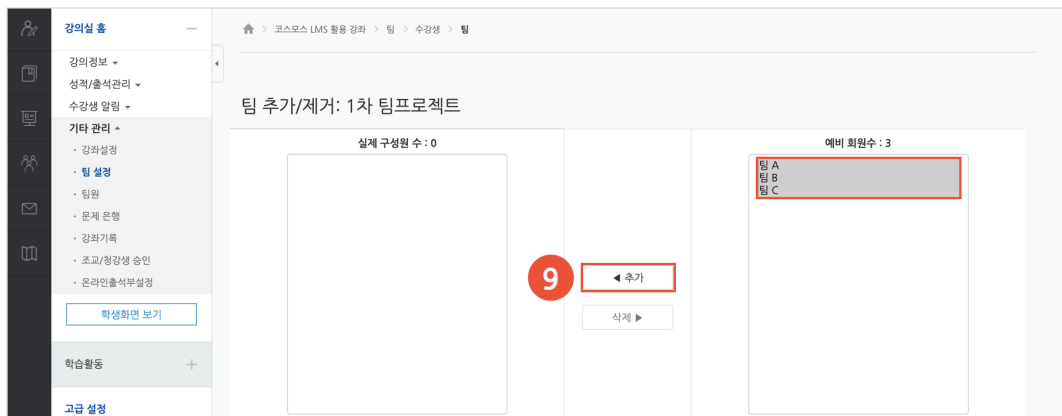 강의실 홈
코스모스 LMS 활용 강좌 > 팀 > 수강생 > 팀
강의정보
성적/출석관리
수강생 알림
기타 관리
· 강좌설정
· 팀 설정
· 팀원
· 문제 은행
· 강좌기록
· 조교/청강생 승인
· 온라인출석부설정
학생화면 보기
학습활동
고급 설정
팀 추가/제거: 1차 팀프로젝트
실제 구성원 수 : 0
9
◀ 추가
삭제 ▶
예비 회원수 : 3
팀 A
팀 B
팀 C